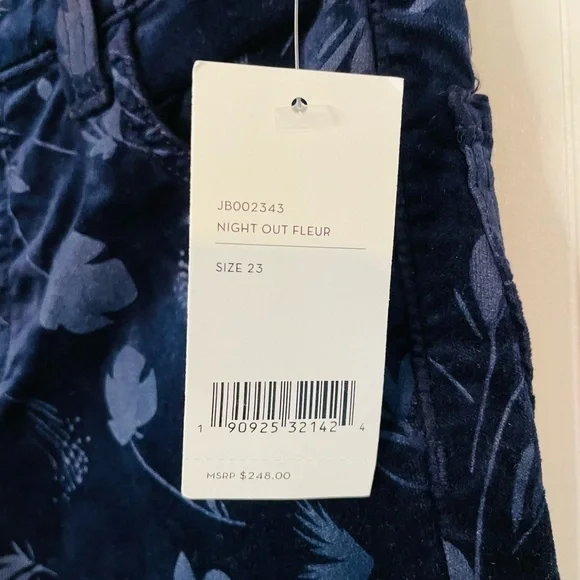 JB002343
NIGHT OUT FLEUR
SIZE 23
1 90925 32142 4
MSRP $248.00